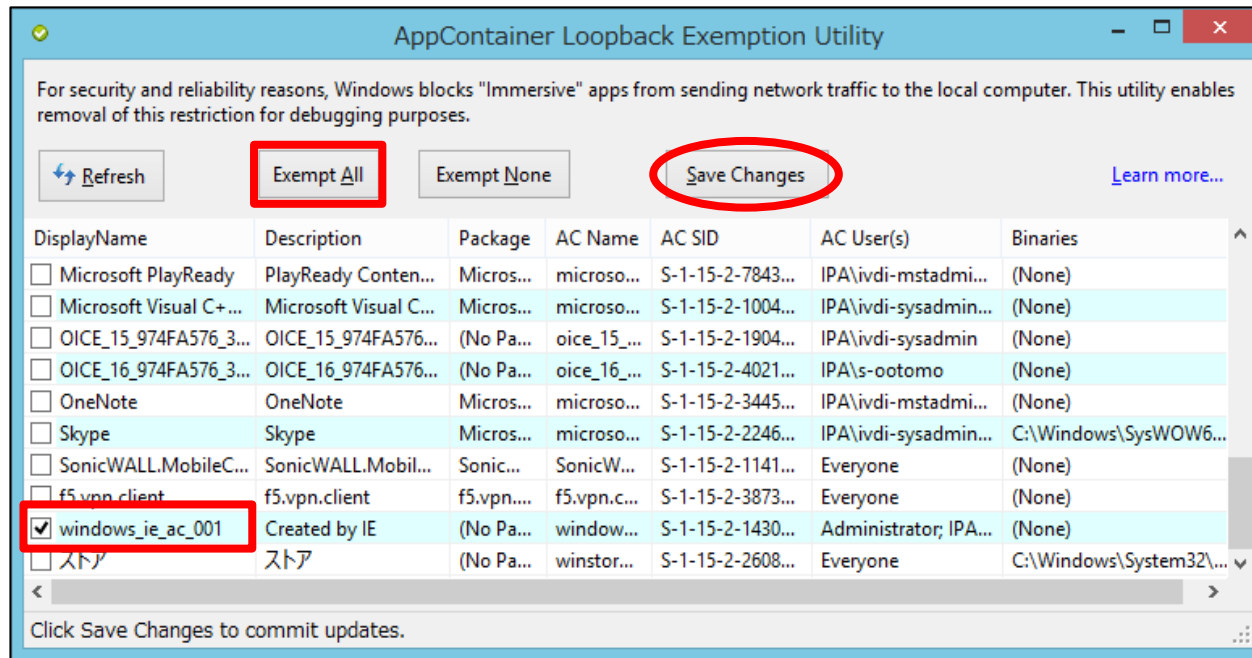 AppContainer Loopback Exemption Utility
For security and reliability reasons, Windows blocks "Immersive" apps from sending network traffic to the local computer. This utility enables
removal of this restriction for debugging purposes.
Refresh Exempt All Exempt None Save Changes Learn more...
DisplayName Description Package AC Name AC SID AC User(s) Binaries
Microsoft PlayReady PlayReady Conten... Micros... microso... S-1-15-2-7843... IPA\ivdi-mstadmi... (None)
Microsoft Visual C+... Microsoft Visual C... Micros... microso... S-1-15-2-1004... IPA\ivdi-sysadmin... (None)
OICE_15_974FA576_3... OICE_15_974FA576... (No Pa... oice_15_... S-1-15-2-1904... IPA\ivdi-sysadmin (None)
OICE_16_974FA576_3... OICE_16_974FA576... (No Pa... oice_16_... S-1-15-2-4021... IPA\s-ootomo (None)
OneNote OneNote Micros... microso... S-1-15-2-3445... IPA\ivdi-mstadmi... (None)
Skype Skype Micros... microso... S-1-15-2-2246... IPA\ivdi-sysadmin... C:\Windows\SysWOW6...
SonicWALL.MobileC... SonicWALL.Mobil... Sonic... SonicW... S-1-15-2-1141... Everyone (None)
f5.vpn.client f5.vpn.client f5.vpn.... f5.vpn.c... S-1-15-2-3873... Everyone (None)
windows_ie_ac_001 Created by IE (No Pa... window... S-1-15-2-1430... Administrator; IPA... (None)
ストア ストア (No Pa... winstor... S-1-15-2-2608... Everyone C:\Windows\System32\...
Click Save Changes to commit updates.